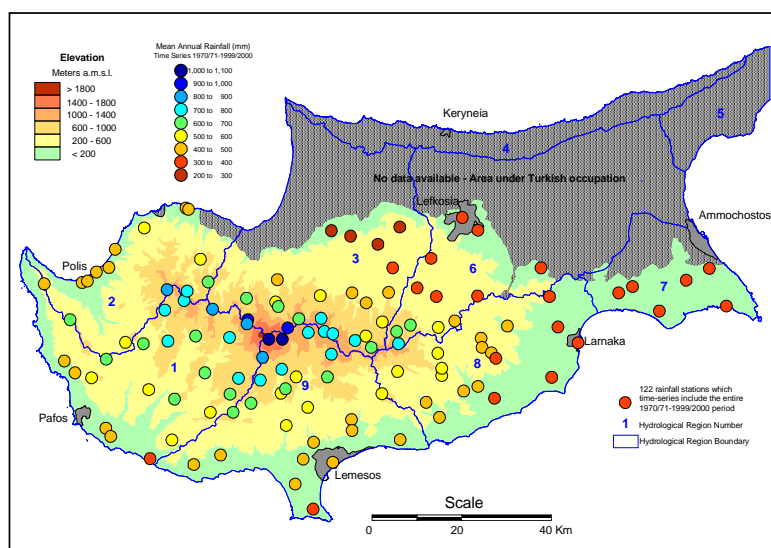 Elevation
Meters a.m.s.l.
> 1800
1400 - 1800
1000 - 1400
600 - 1000
200 - 600
< 200
Mean Annual Rainfall (mm)
Time Series 1970/71-1999/2000
1,000 to 1,100
900 to 1,000
800 to 900
700 to 800
600 to 700
500 to 600
400 to 500
300 to 400
200 to 300
Keryneia
5
4
No data available - Area under Turkish occupation
Lefkosia
Ammochostos
3
6
Polis
2
7
Larnaka
8
1
9
Pafos
Lemesos
122 rainfall stations which
time-series include the entire
1970/71-1999/2000 period
1 Hydrological Region Number
Hydrological Region Boundary
Scale
0 20 40 Km